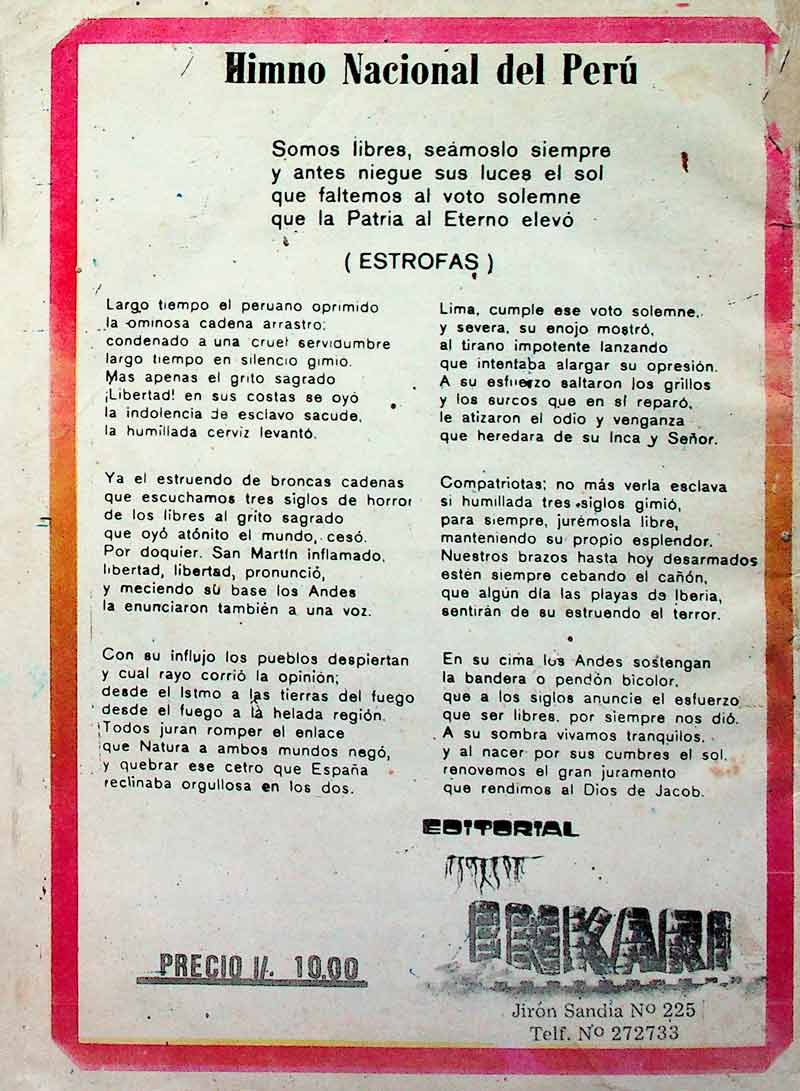 Himno Nacional del Perú
Somos libres, seámoslo siempre
y antes niegue sus luces el sol
que faltemos al voto solemne
que la Patria al Eterno elevó
( ESTROFAS )
Largo tiempo el peruano oprimido
la ominosa cadena arrastro;
condenado a una cruel servidumbre
largo tiempo en silencio gimio.
Mas apenas el grito sagrado
¡Libertad! en sus costas se oyó
la indolencia de esclavo sacude,
la humillada cerviz levantó.
Ya el estruendo de broncas cadenas
que escuchamos tres siglos de horror
de los libres al grito sagrado
que oyó atónito el mundo, cesó.
Por doquier. San Martín inflamado,
libertad, libertad, pronunció,
y meciendo su base los Andes
la enunciaron también a una voz.
Con su influjo los pueblos despiertan
y cual rayo corrió la opinión;
desde el Istmo a las tierras del fuego
desde el fuego a la helada región.
¡Todos juran romper el enlace
que Natura a ambos mundos negó,
y quebrar ese cetro que España
reclinaba orgullosa en los dos.
Lima, cumple ese voto solemne,
y severa, su enojo mostró,
al tirano impotente lanzando
que intentaba alargar su opresión.
A su esfuerzo saltaron los grillos
y los surcos que en sí reparó,
le atizaron el odio y venganza
que heredara de su Inca y Señor.
Compatriotas; no más verla esclava
si humillada tres siglos gimió,
para siempre, jurémosla libre,
manteniendo su propio esplendor.
Nuestros brazos hasta hoy desarmados
estén siempre cebando el cañón,
que algún día las playas de Iberia,
sentirán de su estruendo el terror.
En su cima los Andes sostengan
la bandera o pendón bicolor,
que a los siglos anuncie el esfuerzo
que ser libres, por siempre nos dió.
A su sombra vivamos tranquilos,
y al nacer por sus cumbres el sol,
renovemos el gran juramento
que rendimos al Dios de Jacob.
EDITORIAL
INKARI
PRECIO I/. 10.00
Jirón Sandia Nº 225
Telf. Nº 272733